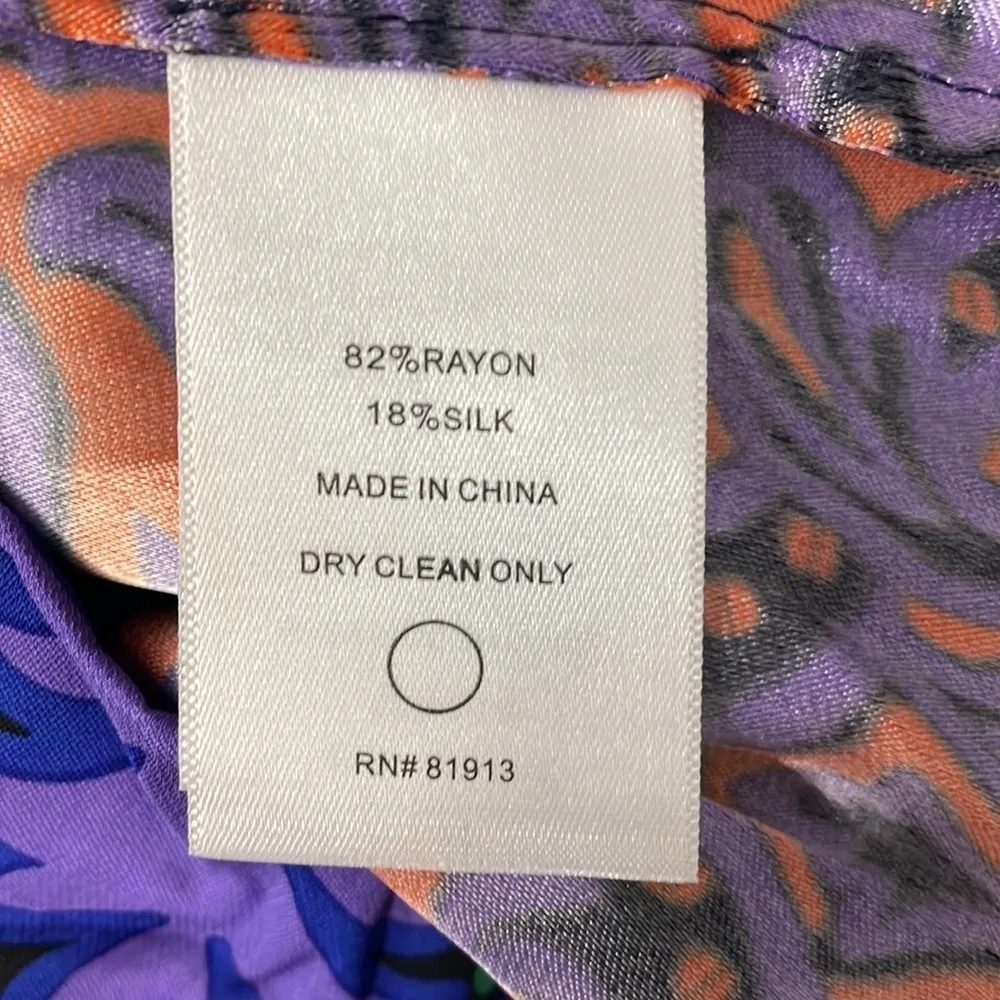 82%RAYON
18%SILK
MADE IN CHINA
DRY CLEAN ONLY
RN# 81913